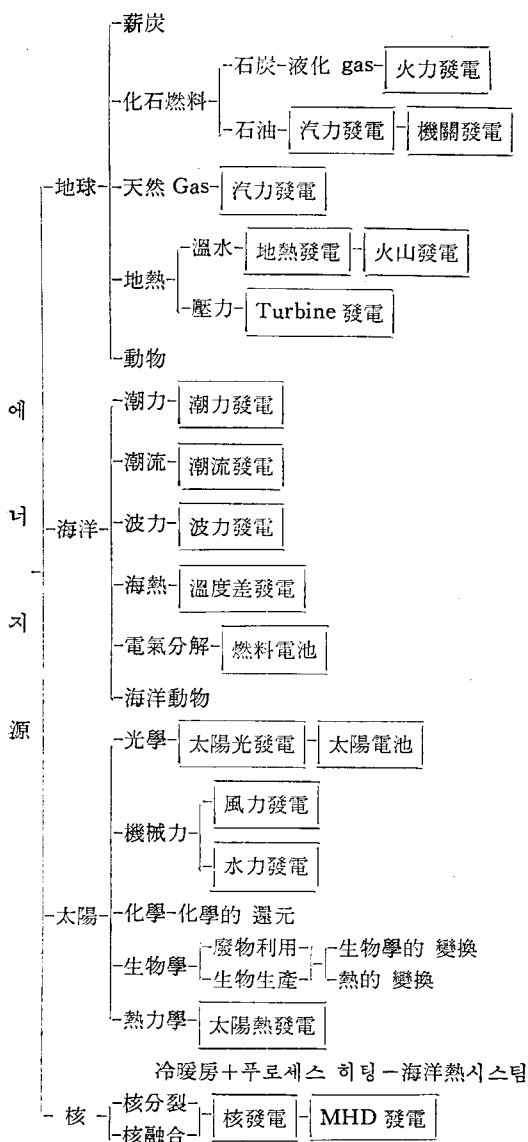 薪炭
石炭-液化 gas-火力發電
化石燃料
石油-汽力發電-機關發電
地球-天然 Gas-汽力發電
溫水-地熱發電-火山發電
地熱
壓力-Turbine 發電
動物
潮力-潮力發電
潮流-潮流發電
波力-波力發電
海洋
海熱-溫度差發電
電氣分解-燃料電池
海洋動物
에너지源
光學-太陽光發電-太陽電池
風力發電
機械力
水力發電
太陽-化學-化學的 還元
廢物利用-生物學的 變換
生物學
生物生產-熱的 變換
熱力學-太陽熱發電
冷暖房+푸로세스 히팅-海洋熱시스팀
核分裂
核-核發電-MHD 發電
核融合